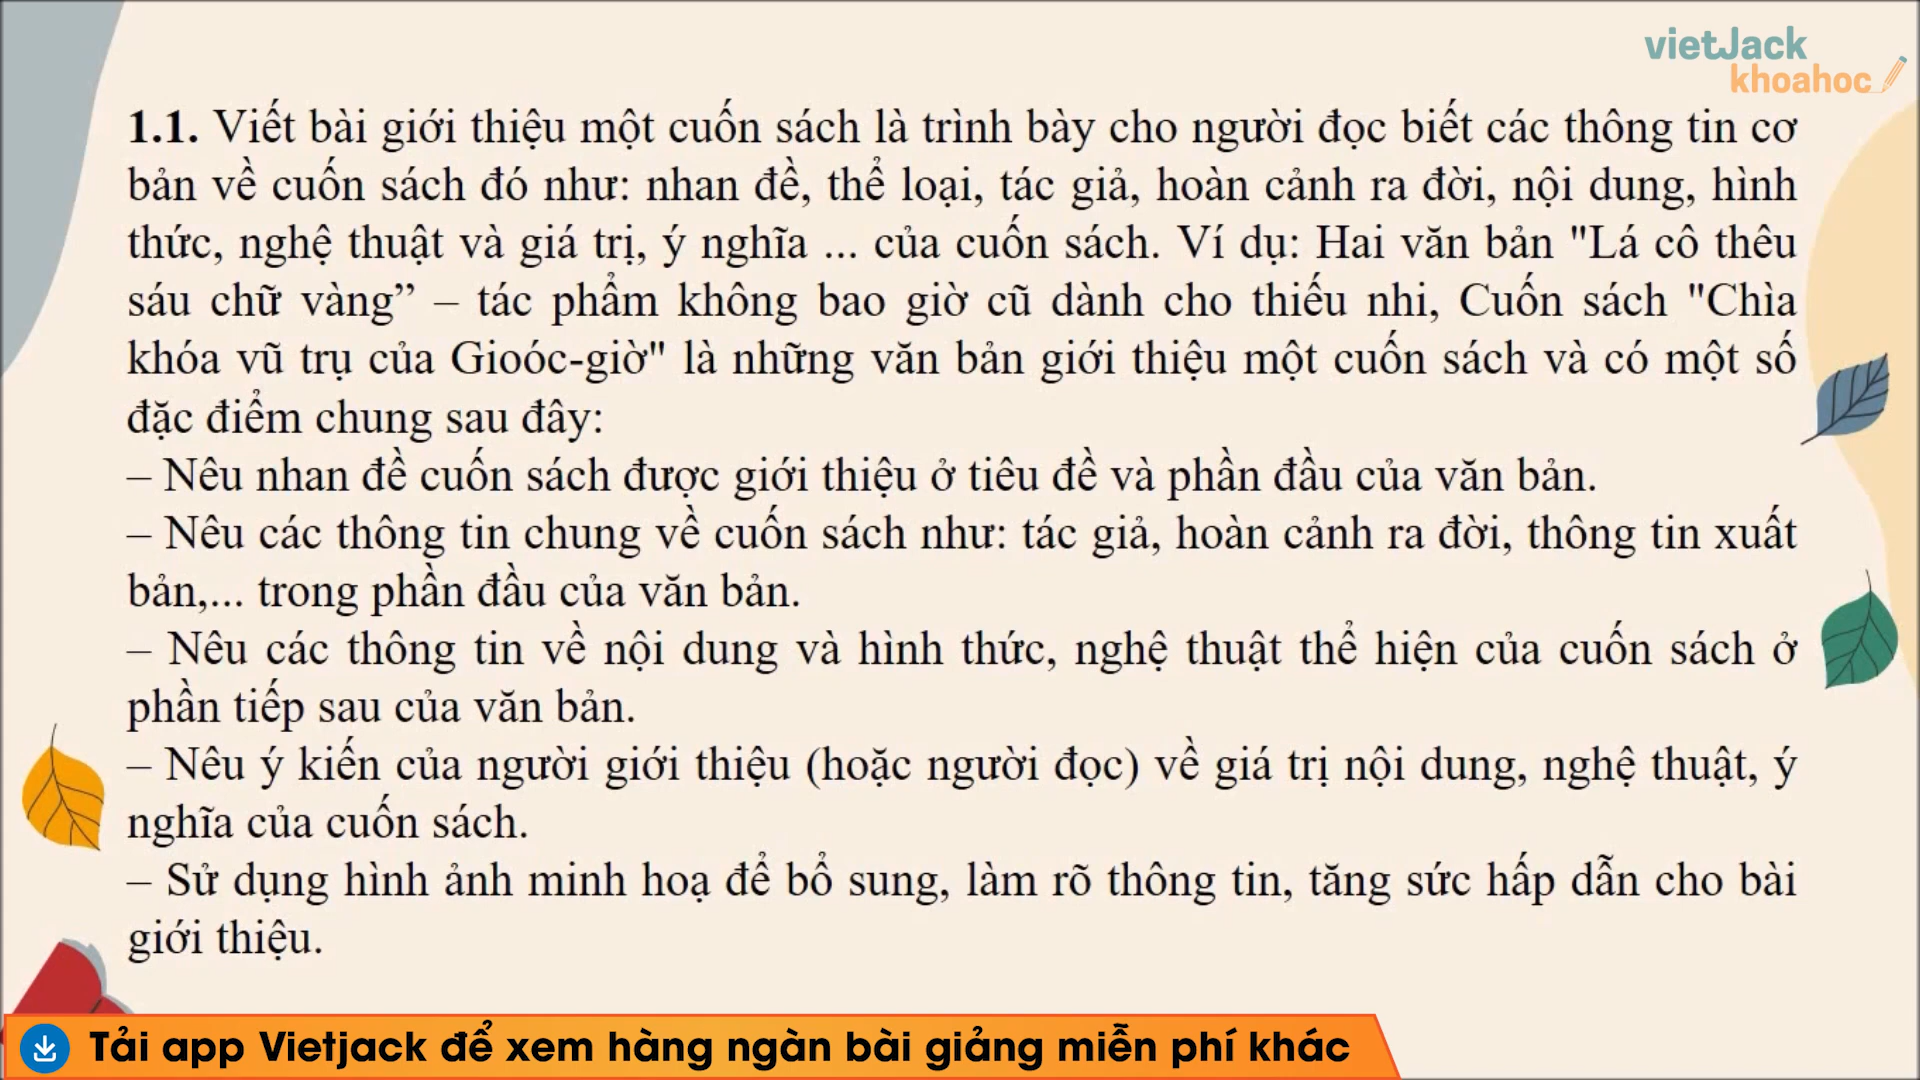 vietJack
khoahoc
1.1. Viết bài giới thiệu một cuốn sách là trình bày cho người đọc biết các thông tin cơ
bản về cuốn sách đó như: nhan đề, thể loại, tác giả, hoàn cảnh ra đời, nội dung, hình
thức, nghệ thuật và giá trị, ý nghĩa ... của cuốn sách. Ví dụ: Hai văn bản "Lá cô thêu
sáu chữ vàng” – tác phẩm không bao giờ cũ dành cho thiếu nhi, Cuốn sách "Chìa
khóa vũ trụ của Gioóc-giờ" là những văn bản giới thiệu một cuốn sách và có một số
đặc điểm chung sau đây:
– Nêu nhan đề cuốn sách được giới thiệu ở tiêu đề và phần đầu của văn bản.
– Nêu các thông tin chung về cuốn sách như: tác giả, hoàn cảnh ra đời, thông tin xuất
bản,... trong phần đầu của văn bản.
– Nêu các thông tin về nội dung và hình thức, nghệ thuật thể hiện của cuốn sách ở
phần tiếp sau của văn bản.
– Nêu ý kiến của người giới thiệu (hoặc người đọc) về giá trị nội dung, nghệ thuật, ý
nghĩa của cuốn sách.
– Sử dụng hình ảnh minh hoạ để bổ sung, làm rõ thông tin, tăng sức hấp dẫn cho bài
giới thiệu.
Tải app Vietjack để xem hàng ngàn bài giảng miễn phí khác